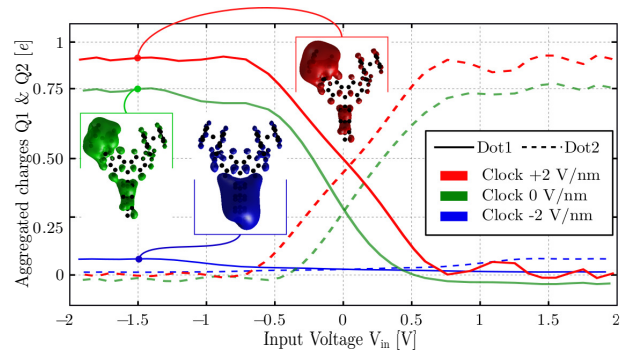 Aggregated charges Q1 & Q2 [e]
1
0.75
0.50
0.25
0
Dot1 Dot2
Clock +2 V/nm
Clock 0 V/nm
Clock -2 V/nm
−2 −1.5 −1 −0.5 0 0.5 1 1.5 2
Input Voltage Vin [V]